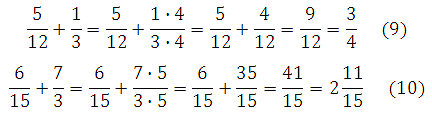 5/12 + 1/3 = 5/12 + 1·4/3·4 = 5/12 + 4/12 = 9/12 = 3/4 (9)
6/15 + 7/3 = 6/15 + 7·5/3·5 = 6/15 + 35/15 = 41/15 = 2 11/15 (10)